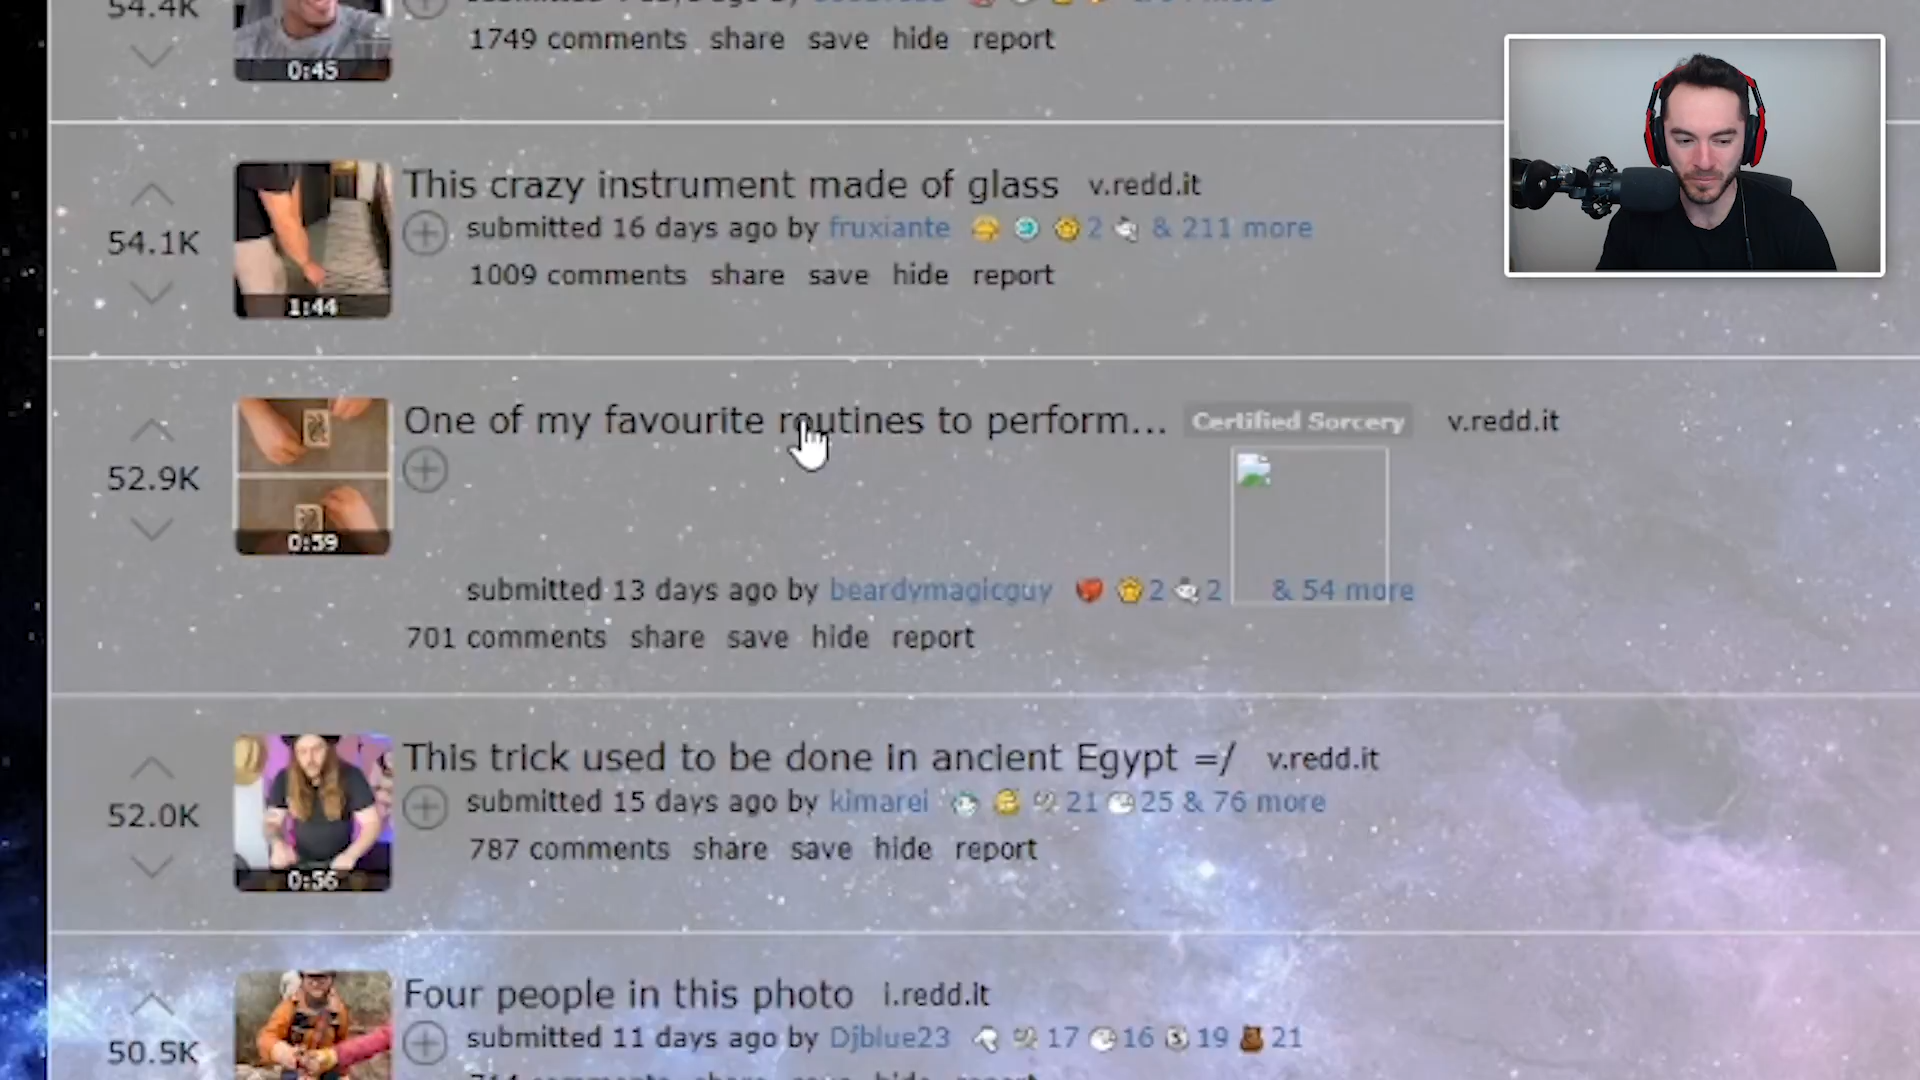 54.4K
1749 comments share save hide report
0:45
This crazy instrument made of glass v.redd.it
submitted 16 days ago by fruxiante 2 & 211 more
54.1K
1009 comments share save hide report
1:44
One of my favourite routines to perform... Certified Sorcery v.redd.it
52.9K
0:59
submitted 13 days ago by beardymagicguy 2 2 & 54 more
701 comments share save hide report
This trick used to be done in ancient Egypt =/ v.redd.it
submitted 15 days ago by kimarei 21 25 & 76 more
52.0K
787 comments share save hide report
0:56
Four people in this photo i.redd.it
submitted 11 days ago by Djblue23 17 16 19 21
50.5K